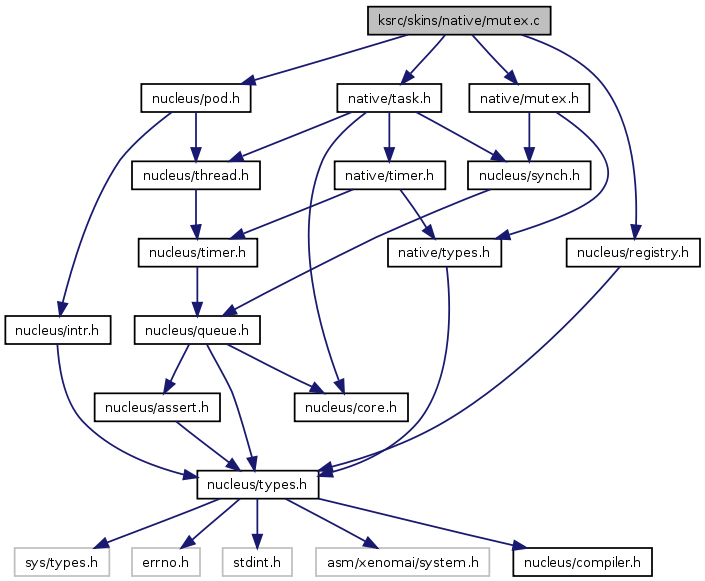 ksrc/skins/native/mutex.c
nucleus/pod.h
native/task.h
native/mutex.h
nucleus/thread.h
native/timer.h
nucleus/synch.h
nucleus/timer.h
native/types.h
nucleus/registry.h
nucleus/intr.h
nucleus/queue.h
nucleus/assert.h
nucleus/core.h
nucleus/types.h
sys/types.h
errno.h
stdint.h
asm/xenomai/system.h
nucleus/compiler.h